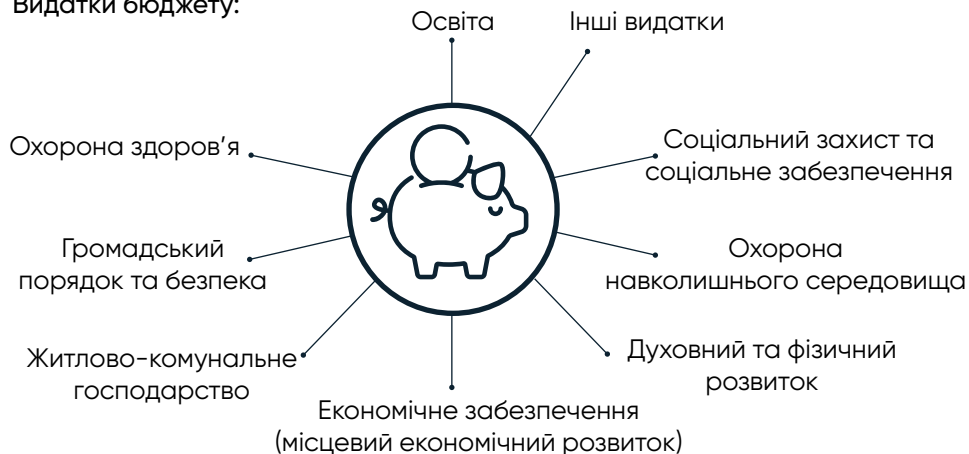 Видатки бюджету:
Освіта
Інші видатки
Охорона здоров’я
Соціальний захист та
соціальне забезпечення
Громадський
порядок та безпека
Охорона
навколишнього середовища
Житлово-комунальне
господарство
Духовний та фізичний
розвиток
Економічне забезпечення
(місцевий економічний розвиток)